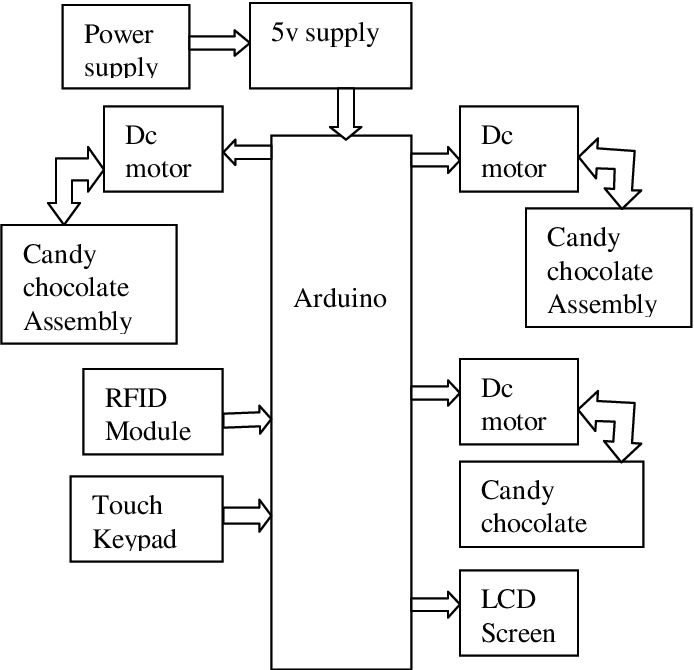 Power
supply
5v supply
Dc
motor
Dc
motor
Candy
chocolate
Assembly
Arduino
Candy
chocolate
Assembly
RFID
Module
Dc
motor
Touch
Keypad
Candy
chocolate
LCD
Screen